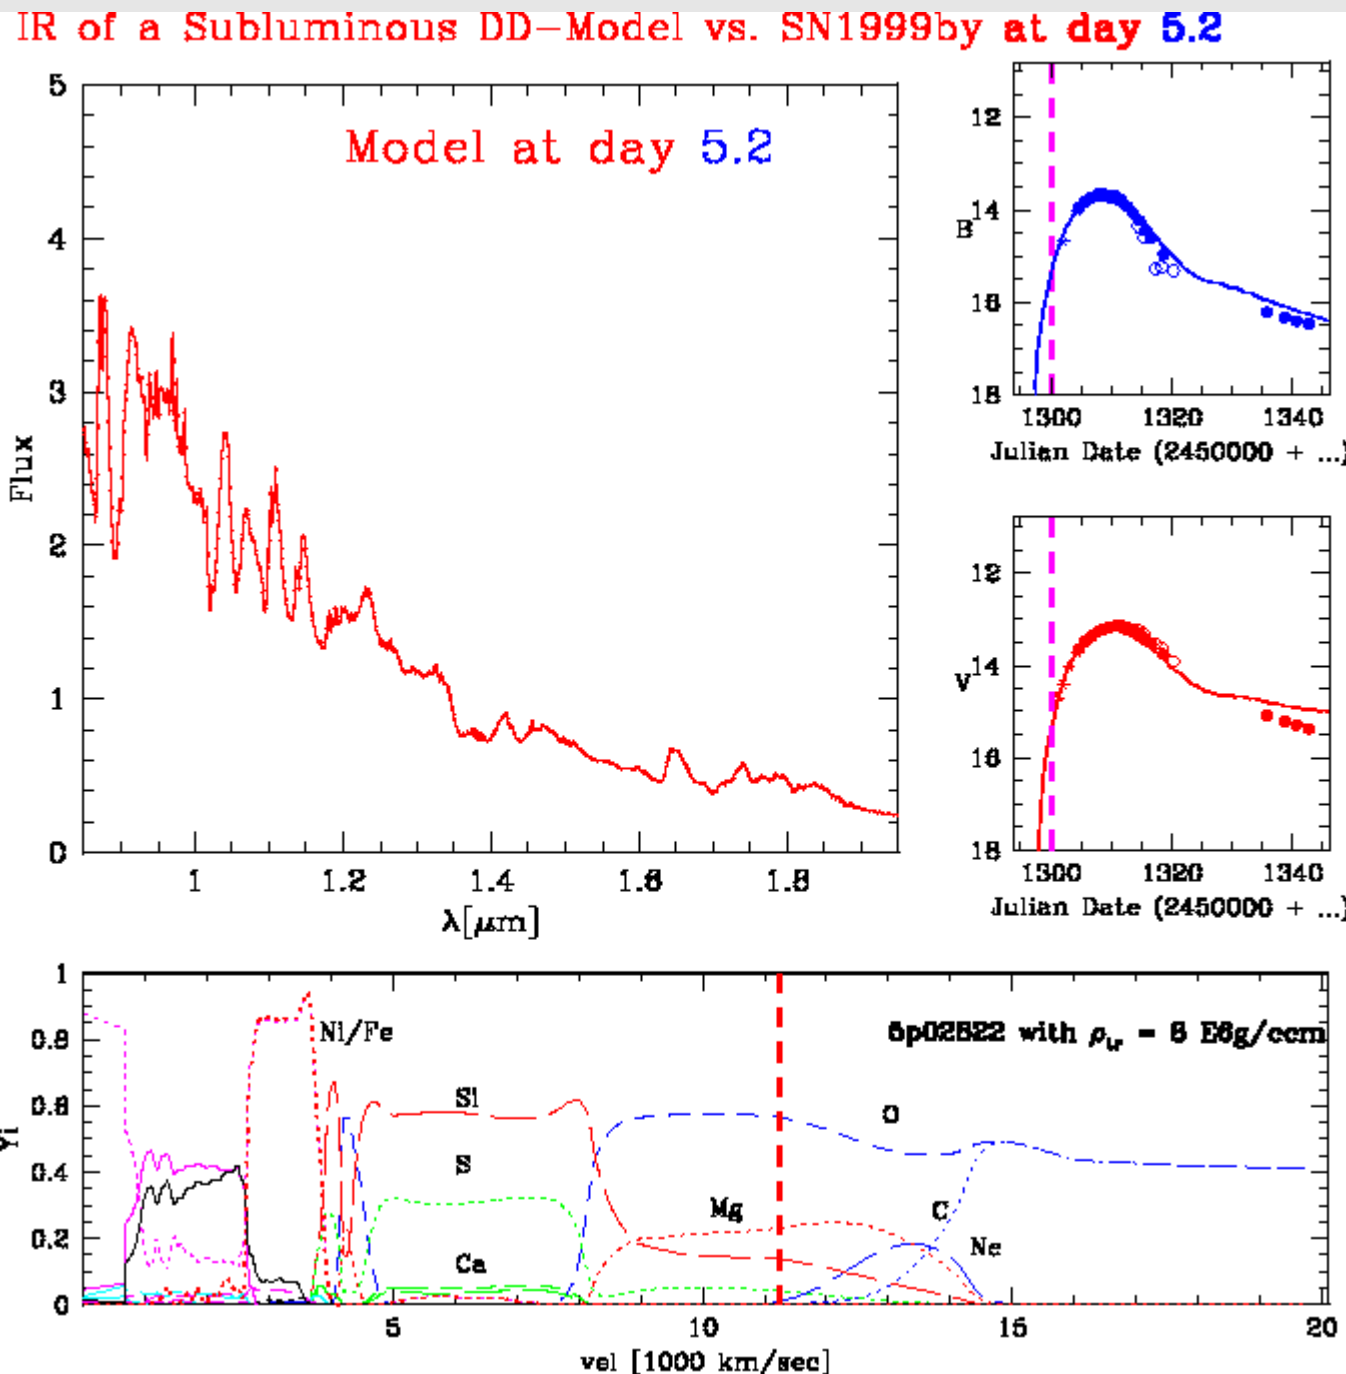 IR of a Subluminous DD-Model vs. SN1999by at day 5.2
Model at day 5.2
5
4
3
2
1
0
Flux
1 1.2 1.4 1.6 1.8
λ[μm]
12
14
16
18
B
1300 1320 1340
Julian Date (2450000 + ...)
12
14
16
18
V
1300 1320 1340
Julian Date (2450000 + ...)
1
0.8
0.6
0.4
0.2
0
Yi
Ni/Fe
5p02822 with ρtr = 8 E6g/ccm
Si
O
S
Mg
C
Ca
Ne
5 10 15 20
vel [1000 km/sec]